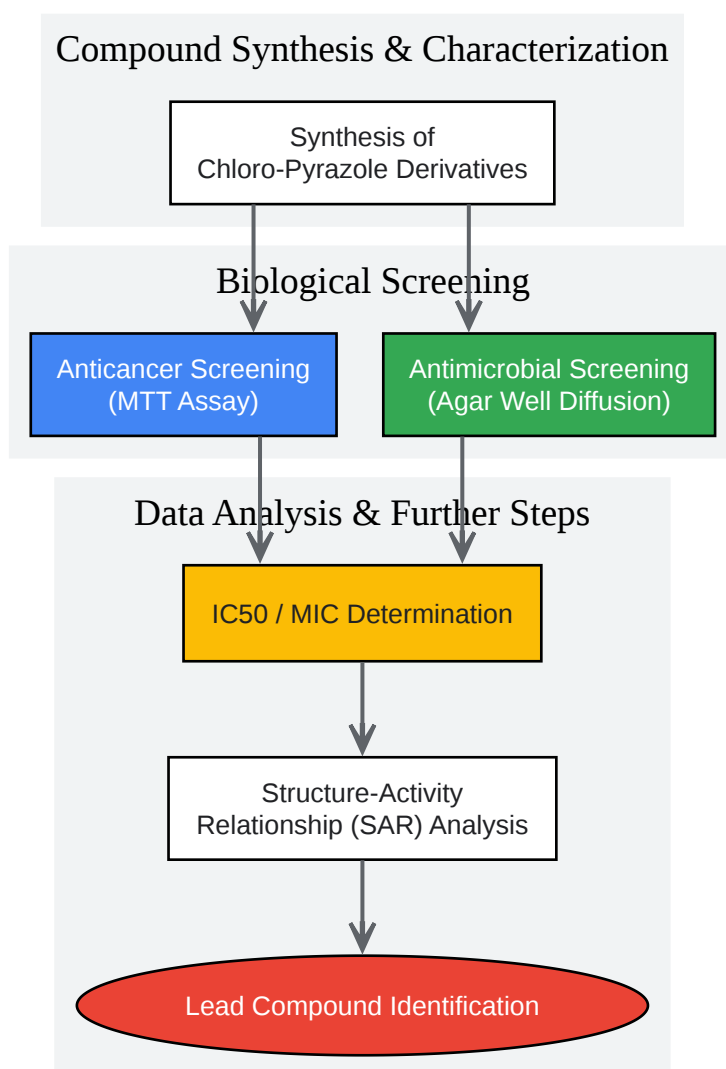 Compound Synthesis & Characterization
Synthesis of
Chloro-Pyrazole Derivatives
Biological Screening
Anticancer Screening
(MTT Assay)
Antimicrobial Screening
(Agar Well Diffusion)
Data Analysis & Further Steps
IC50 / MIC Determination
Structure-Activity
Relationship (SAR) Analysis
Lead Compound Identification